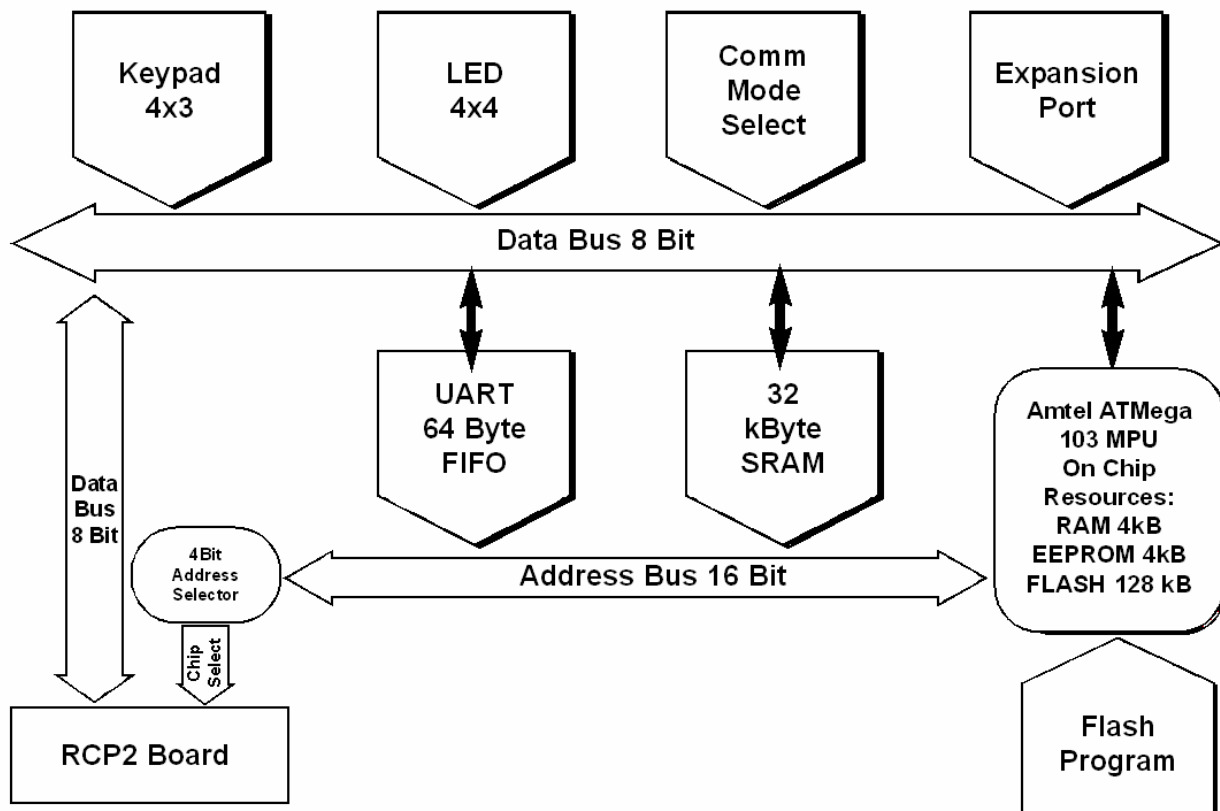 Keypad
4x3
LED
4x4
Comm
Mode
Select
Expansion
Port
Data Bus 8 Bit
UART
64 Byte
FIFO
32
kByte
SRAM
Amtel ATMega
103 MPU
On Chip
Resources:
RAM 4kB
EEPROM 4kB
FLASH 128 kB
Data
Bus
8 Bit
4Bit
Address
Selector
Address Bus 16 Bit
Chip
Select
RCP2 Board
Flash
Program